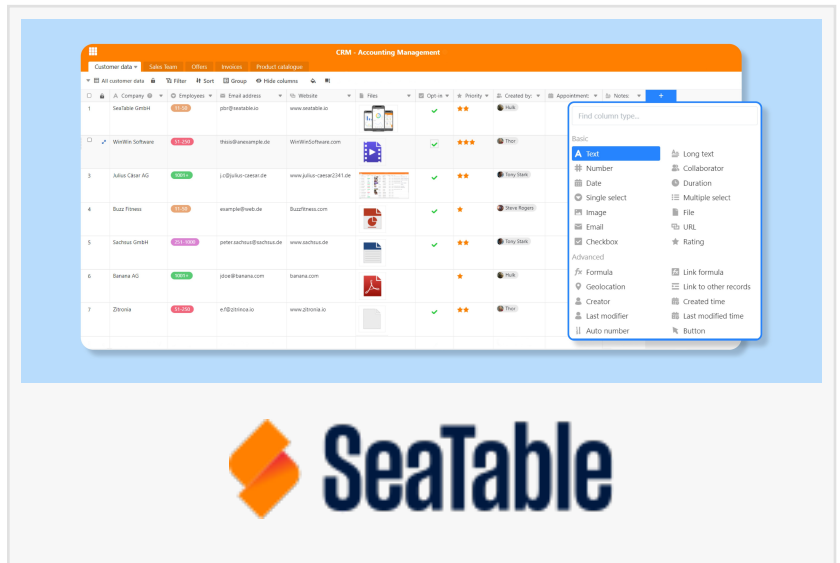 CRM - Accounting Management
Customer data Sales Team Offers Invoices Product catalogue
All customer data Filter Sort Group Hide columns
A Company Employees Email address Website Files Opt-in Priority Created by: Appointment: Notes: +
1 SeaTable GmbH 11-50 pbr@seatable.io www.seatable.io Hulk
WinWin Software 51-250 thisis@anexample.de WinWinSoftware.com Thor
3 Julius Cäsar AG 1001+ j.c@julius-caesar.de www.julius-caesar2341.de Tony Stark
4 Buzz Fitness 11-50 example@web.de Buzzfitness.com Steve Rogers
5 Sachsus GmbH 251-1000 peter.sachsus@sachsus.de www.sachsus.de Tony Stark
6 Banana AG 1001+ jdoe@banana.com banana.com Hulk
7 Zitronia 51-250 e.f@zitrinoa.io www.zitronia.io Thor
Find column type...
Basic
A Text Long text
Number Collaborator
Date Duration
Single select Multiple select
Image File
Email URL
Checkbox Rating
Advanced
fx Formula Link formula
Geolocation Link to other records
Creator Created time
Last modifier Last modified time
Auto number Button
SeaTable